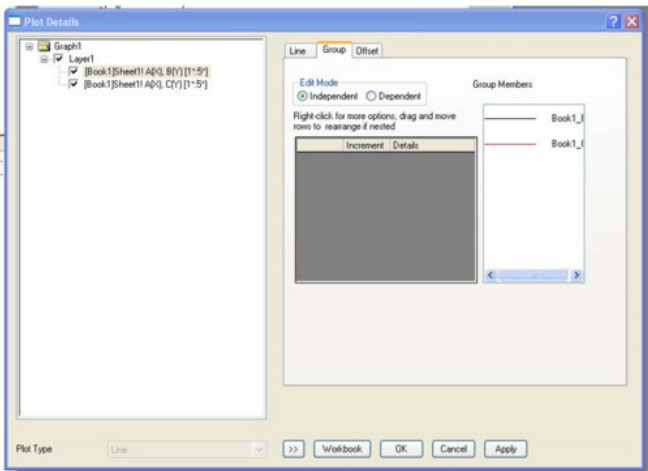 Plot Details
Graph1
Layer1
[Book1]Sheet1! A(X), B(Y) [1*:5*]
[Book1]Sheet1! A(X), C(Y) [1*:5*]
Line Group Offset
Edit Mode
Independent Dependent
Group Members
Right-click for more options, drag and move
rows to rearrange if nested
Increment Details
Book1_
Book1_
Plot Type
Line
>> Workbook OK Cancel Apply